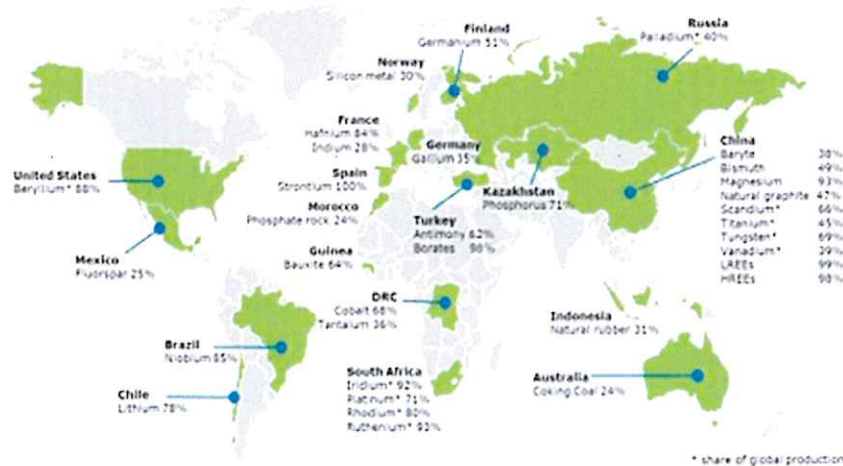 Finland
Germanium 51%
Russia
Palladium* 40%
Norway
Silicon metal 30%
France
Hafnium 84%
Indium 28%
Germany
Gallium 35%
Spain
Strontium 100%
United States
Beryllium* 88%
Morocco
Phosphate rock 24%
Kazakhstan
Phosphorus 71%
Turkey
Antimony 62%
Borates 98%
China
Baryte 38%
Bismuth 49%
Magnesium 93%
Natural graphite 47%
Scandium* 66%
Titanium* 45%
Tungsten* 69%
Vanadium* 39%
LREEs 99%
HREEs 98%
Mexico
Fluorspar 25%
Guinea
Bauxite 64%
DRC
Cobalt 68%
Tantalum 36%
Indonesia
Natural rubber 31%
Brazil
Niobium 85%
Chile
Lithium 78%
South Africa
Iridium* 92%
Platinum* 71%
Rhodium* 80%
Ruthenium* 93%
Australia
Coking Coal 24%
* share of global production